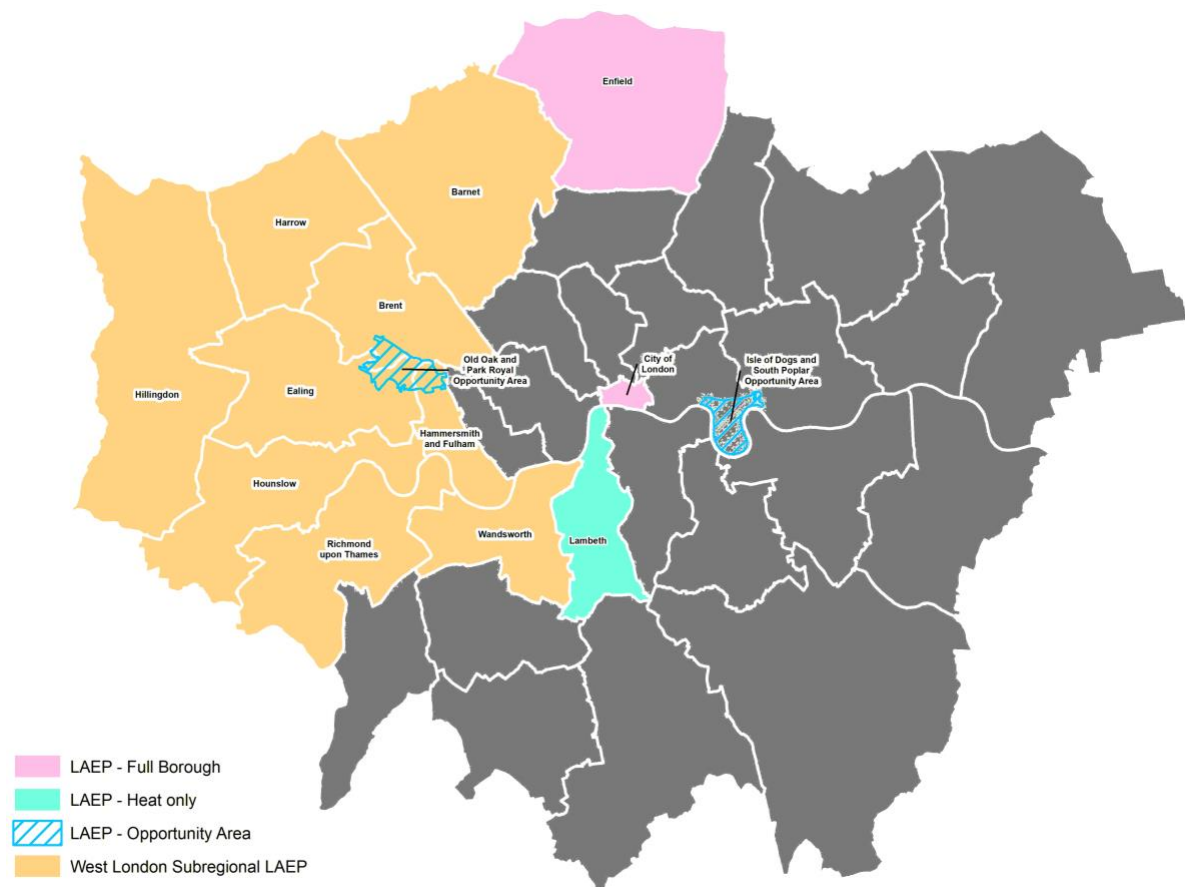 Enfield
Barnet
Harrow
Brent
Old Oak and
Park Royal
Opportunity Area
City of
London
Isle of Dogs and
South Poplar
Opportunity Area
Hillingdon
Ealing
Hammersmith
and Fulham
Hounslow
Richmond
upon Thames
Wandsworth
Lambeth
LAEP - Full Borough
LAEP - Heat only
LAEP - Opportunity Area
West London Subregional LAEP